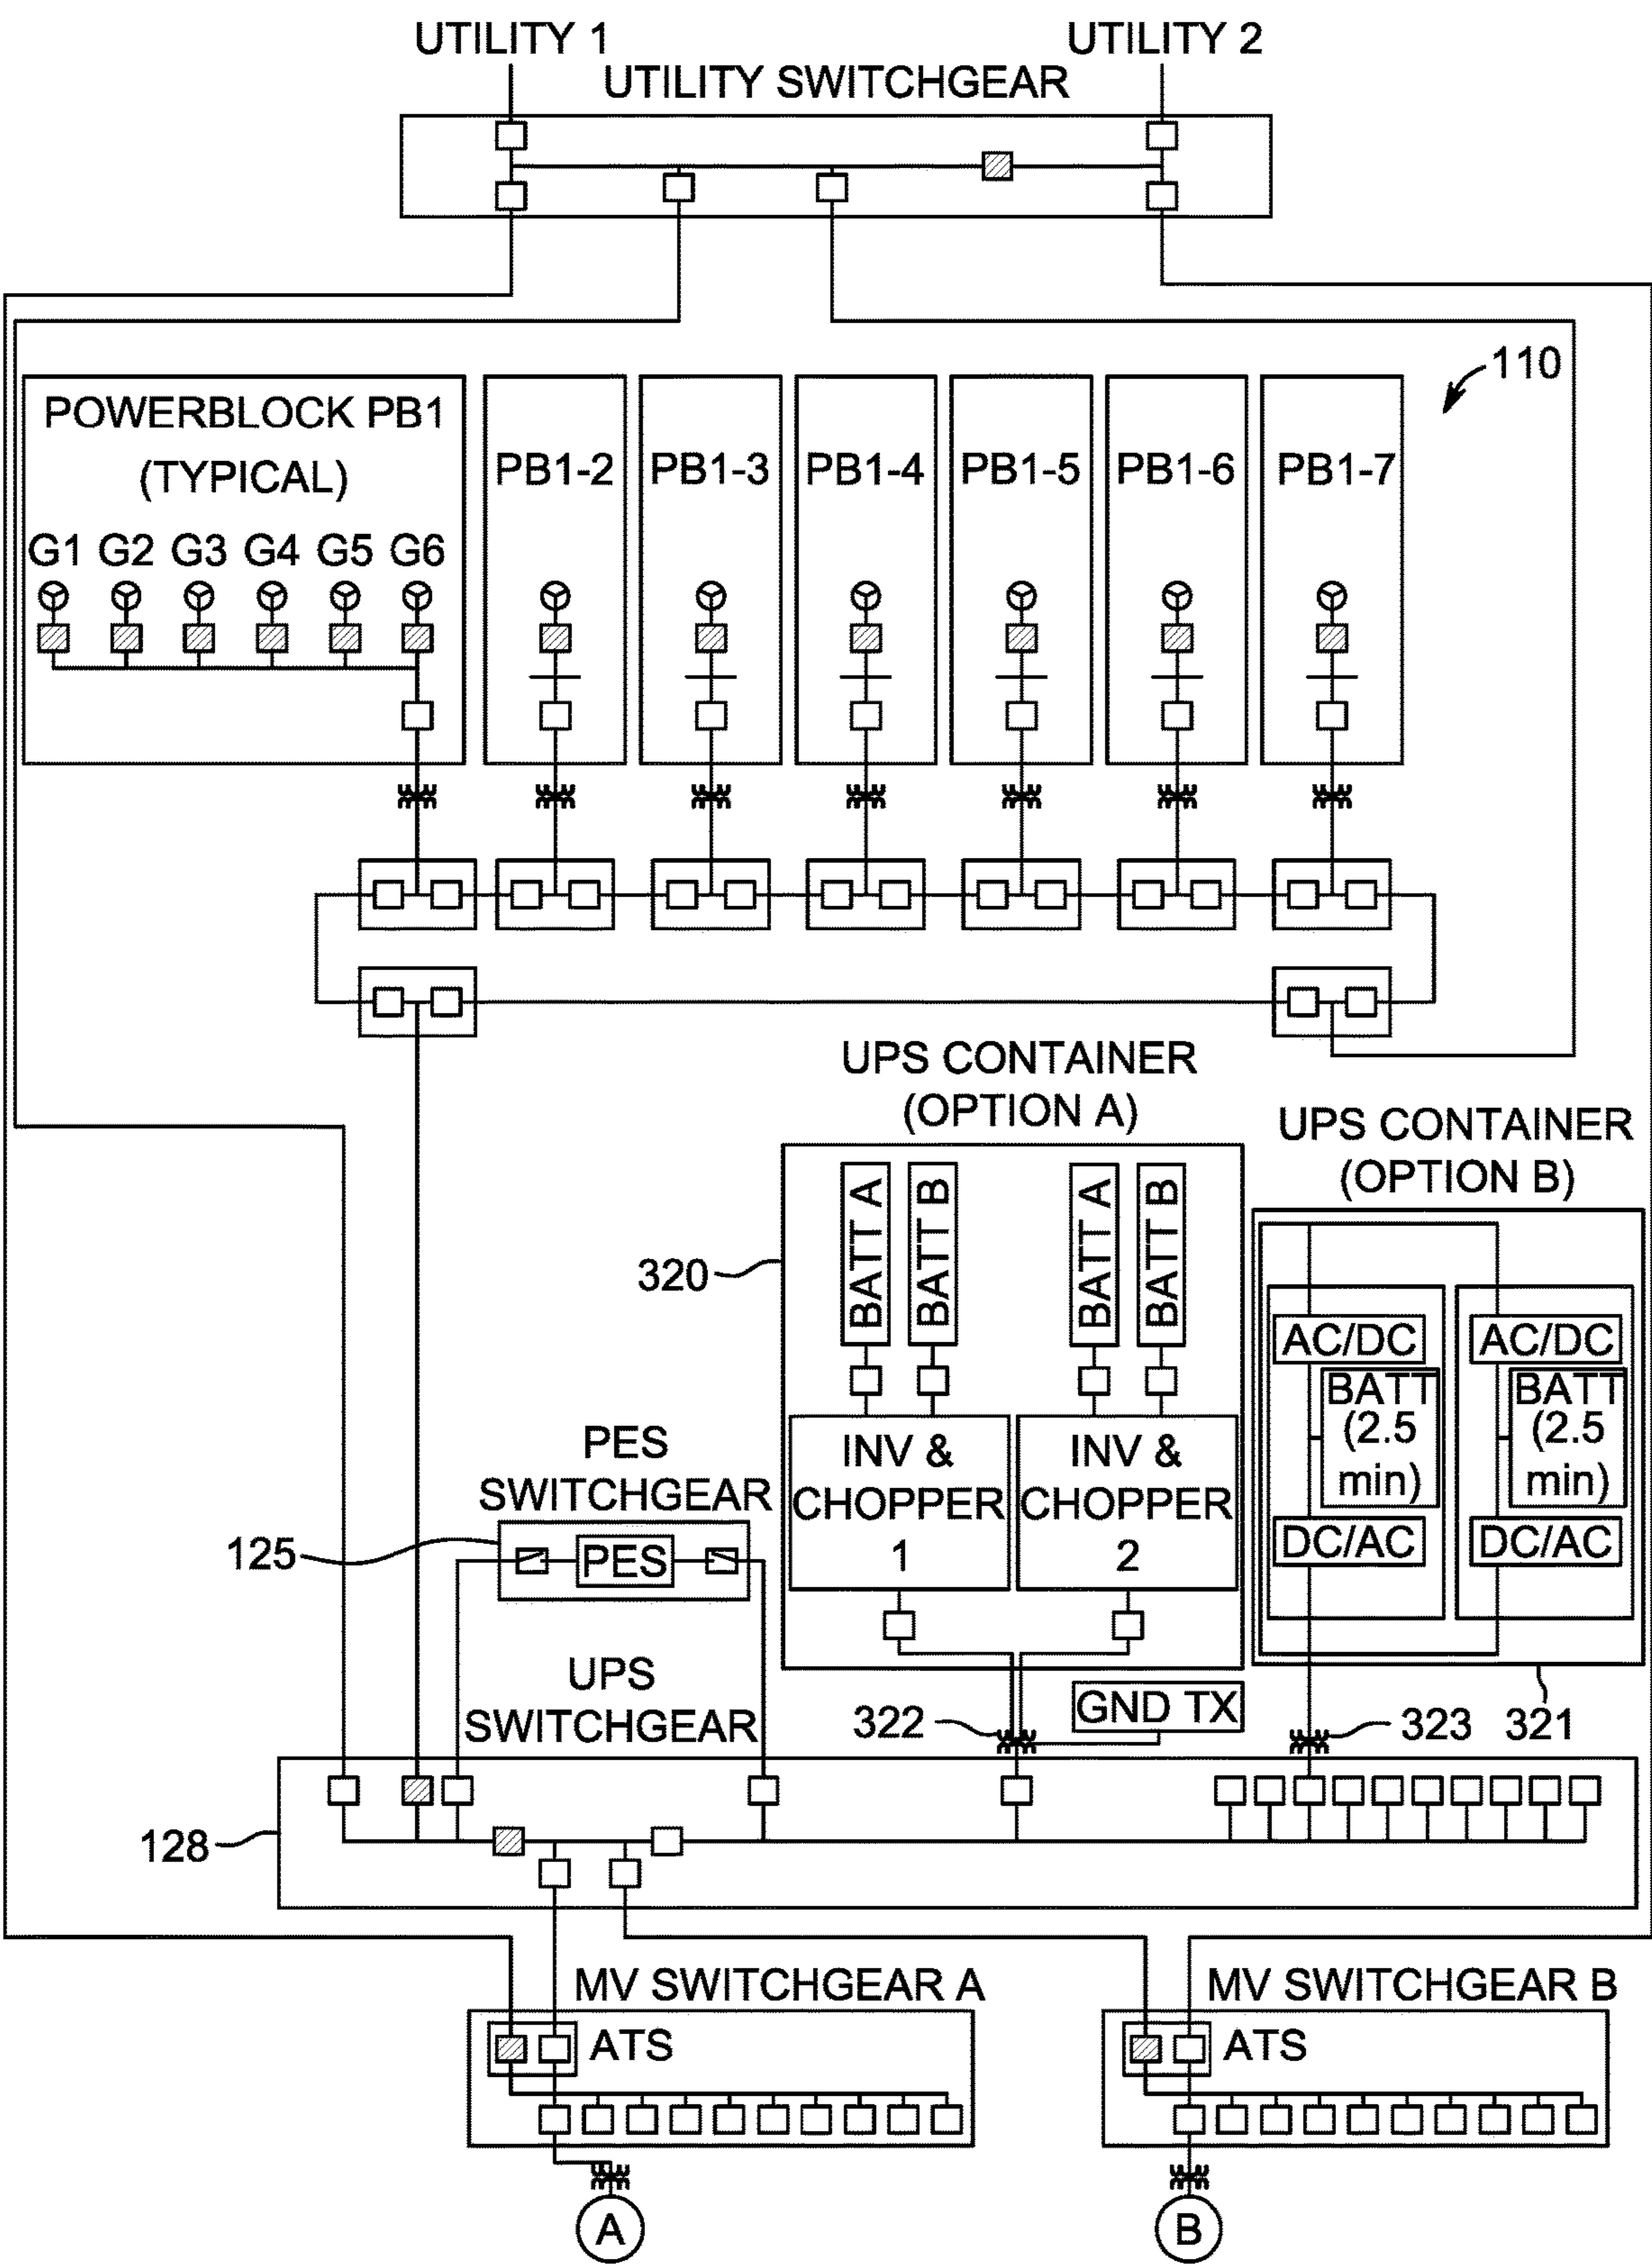 UTILITY 1
UTILITY 2
UTILITY SWITCHGEAR
110
POWERBLOCK PB1
(TYPICAL)
G1 G2 G3 G4 G5 G6
PB1-2
PB1-3
PB1-4
PB1-5
PB1-6
PB1-7
UPS CONTAINER
(OPTION A)
UPS CONTAINER
(OPTION B)
320
BATT A
BATT B
BATT A
BATT B
INV &
CHOPPER
1
INV &
CHOPPER
2
AC/DC
BATT
(2.5
min)
DC/AC
AC/DC
BATT
(2.5
min)
DC/AC
PES
SWITCHGEAR
125
PES
UPS
SWITCHGEAR
322
GND TX
323
321
128
MV SWITCHGEAR A
ATS
MV SWITCHGEAR B
ATS
A
B